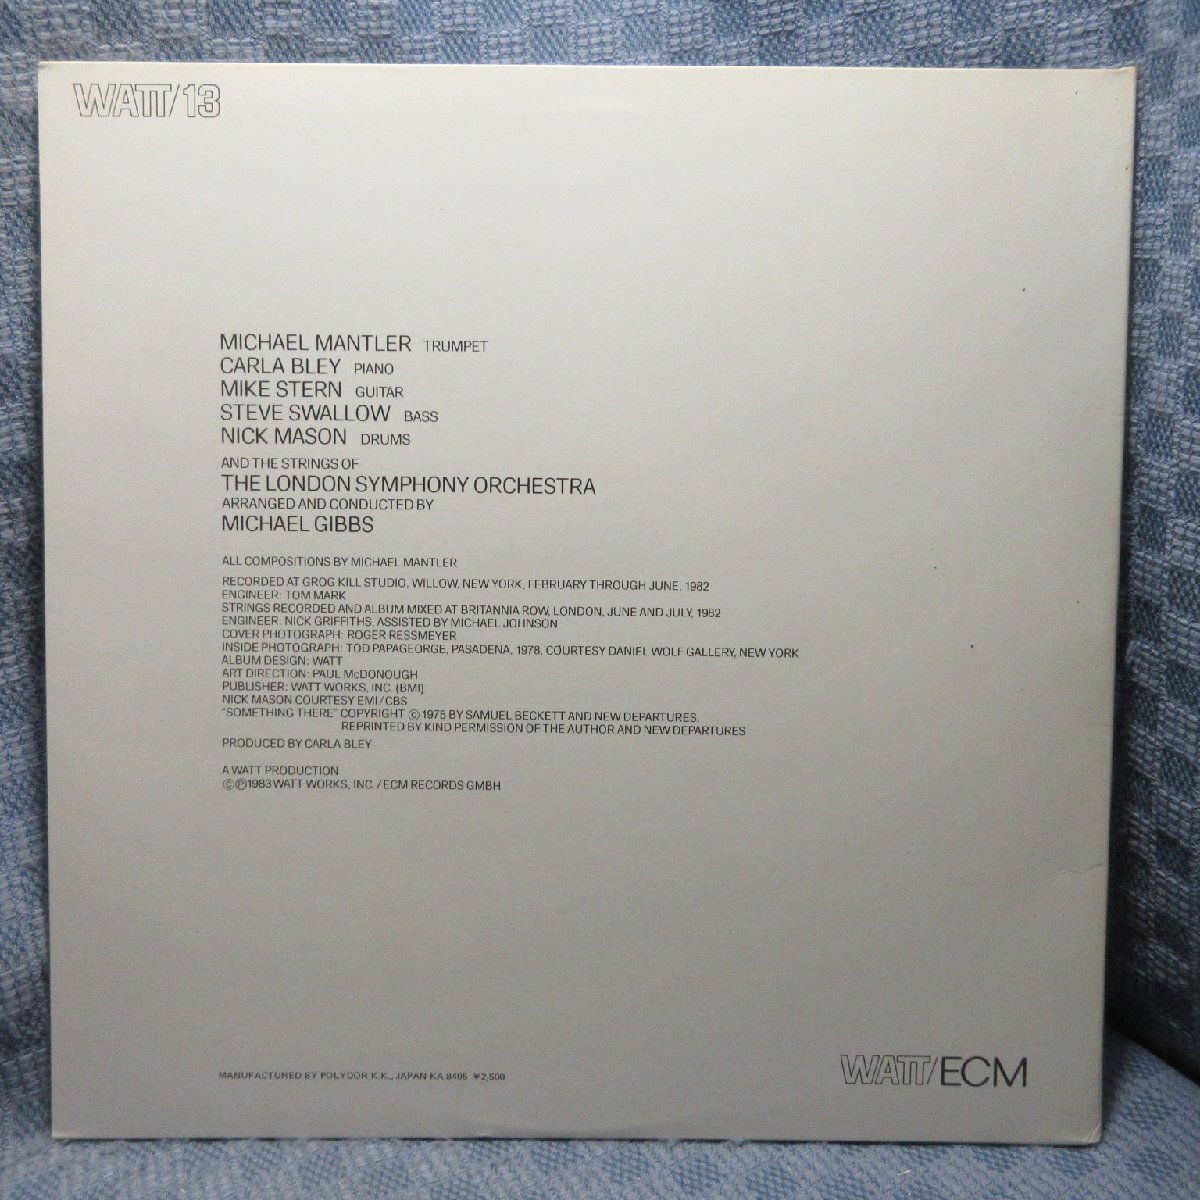 WATT/13
MICHAEL MANTLER TRUMPET
CARLA BLEY PIANO
MIKE STERN GUITAR
STEVE SWALLOW BASS
NICK MASON DRUMS
AND THE STRINGS OF
THE LONDON SYMPHONY ORCHESTRA
ARRANGED AND CONDUCTED BY
MICHAEL GIBBS
ALL COMPOSITIONS BY MICHAEL MANTLER
RECORDED AT GROG KILL STUDIO, WILLOW, NEW YORK, FEBRUARY THROUGH JUNE, 1982
ENGINEER: TOM MARK
STRINGS RECORDED AND ALBUM MIXED AT BRITANNIA ROW, LONDON, JUNE AND JULY, 1982
ENGINEER: NICK GRIFFITHS, ASSISTED BY MICHAEL JOHNSON
COVER PHOTOGRAPH: ROGER RESSMEYER
INSIDE PHOTOGRAPH: TOD PAPAGEORGE, PASADENA, 1978, COURTESY DANIEL WOLF GALLERY, NEW YORK
ALBUM DESIGN: WATT
ART DIRECTION: PAUL McDONOUGH
PUBLISHER: WATT WORKS, INC. (BMI)
NICK MASON COURTESY EMI/CBS
"SOMETHING THERE" COPYRIGHT © 1975 BY SAMUEL BECKETT AND NEW DEPARTURES.
REPRINTED BY KIND PERMISSION OF THE AUTHOR AND NEW DEPARTURES
PRODUCED BY CARLA BLEY
A WATT PRODUCTION
©℗1983 WATT WORKS, INC./ECM RECORDS GMBH
MANUFACTURED BY POLYDOR K.K., JAPAN KA 8495 ¥2,500
WATT/ECM